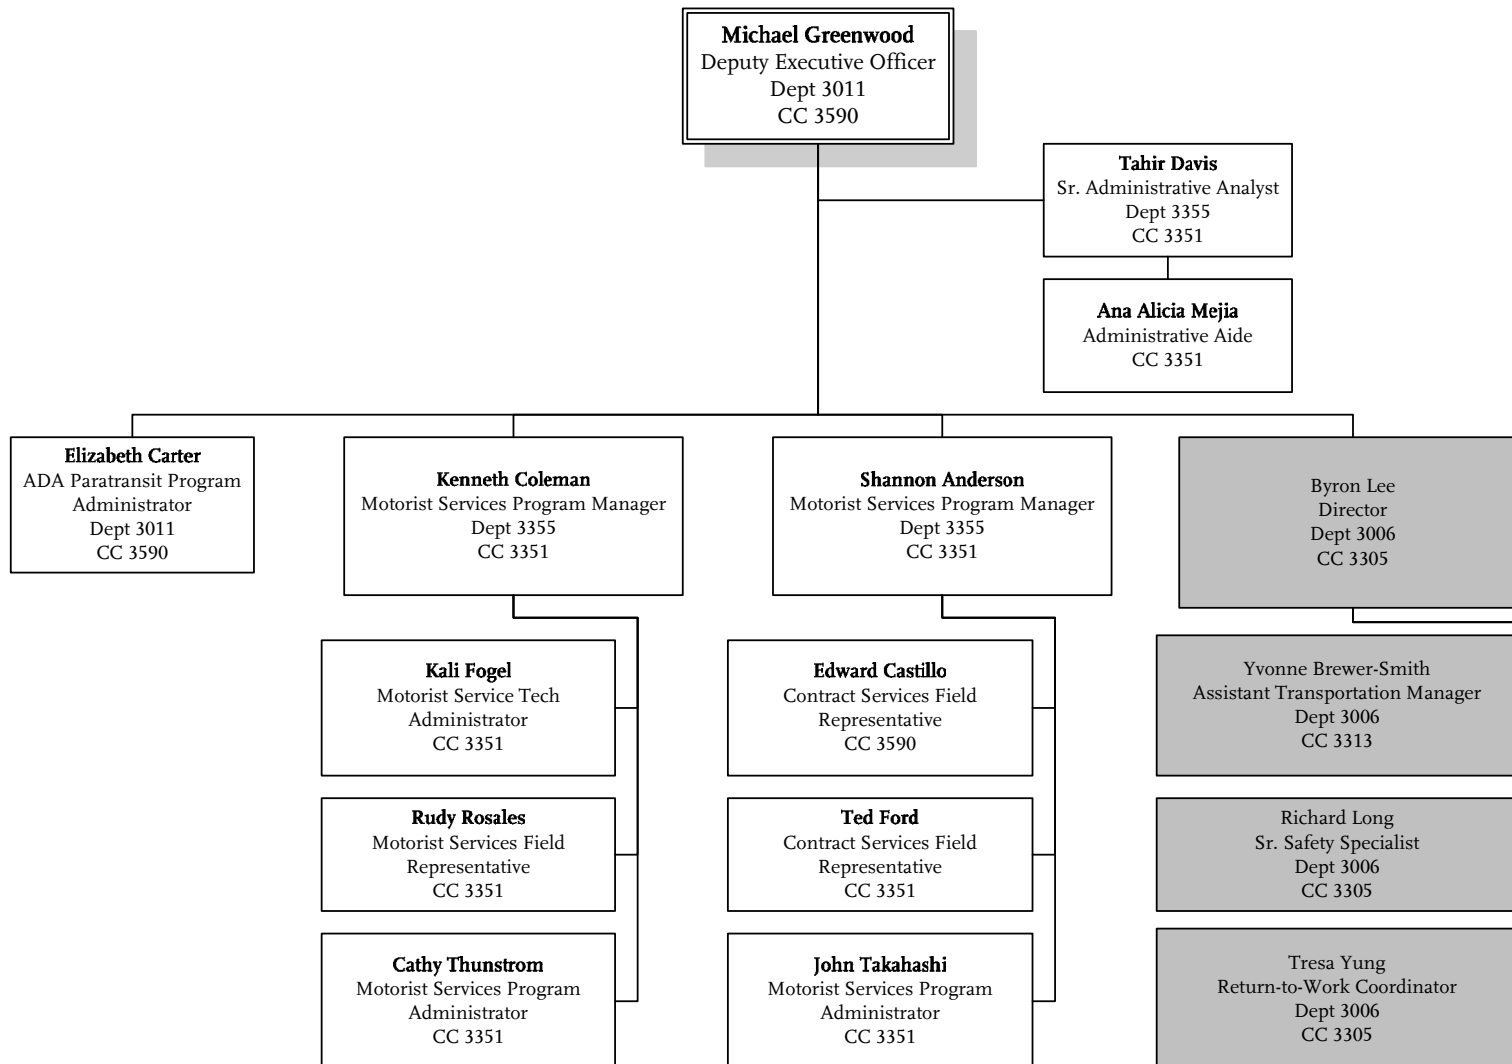 Michael Greenwood
Deputy Executive Officer
Dept 3011
CC 3590
Tahir Davis
Sr. Administrative Analyst
Dept 3355
CC 3351
Ana Alicia Mejia
Administrative Aide
CC 3351
Elizabeth Carter
ADA Paratransit Program
Administrator
Dept 3011
CC 3590
Kenneth Coleman
Motorist Services Program Manager
Dept 3355
CC 3351
Shannon Anderson
Motorist Services Program Manager
Dept 3355
CC 3351
Byron Lee
Director
Dept 3006
CC 3305
Kali Fogel
Motorist Service Tech
Administrator
CC 3351
Rudy Rosales
Motorist Services Field
Representative
CC 3351
Cathy Thunstrom
Motorist Services Program
Administrator
CC 3351
Edward Castillo
Contract Services Field
Representative
CC 3590
Ted Ford
Contract Services Field
Representative
CC 3351
John Takahashi
Motorist Services Program
Administrator
CC 3351
Yvonne Brewer-Smith
Assistant Transportation Manager
Dept 3006
CC 3313
Richard Long
Sr. Safety Specialist
Dept 3006
CC 3305
Tresa Yung
Return-to-Work Coordinator
Dept 3006
CC 3305